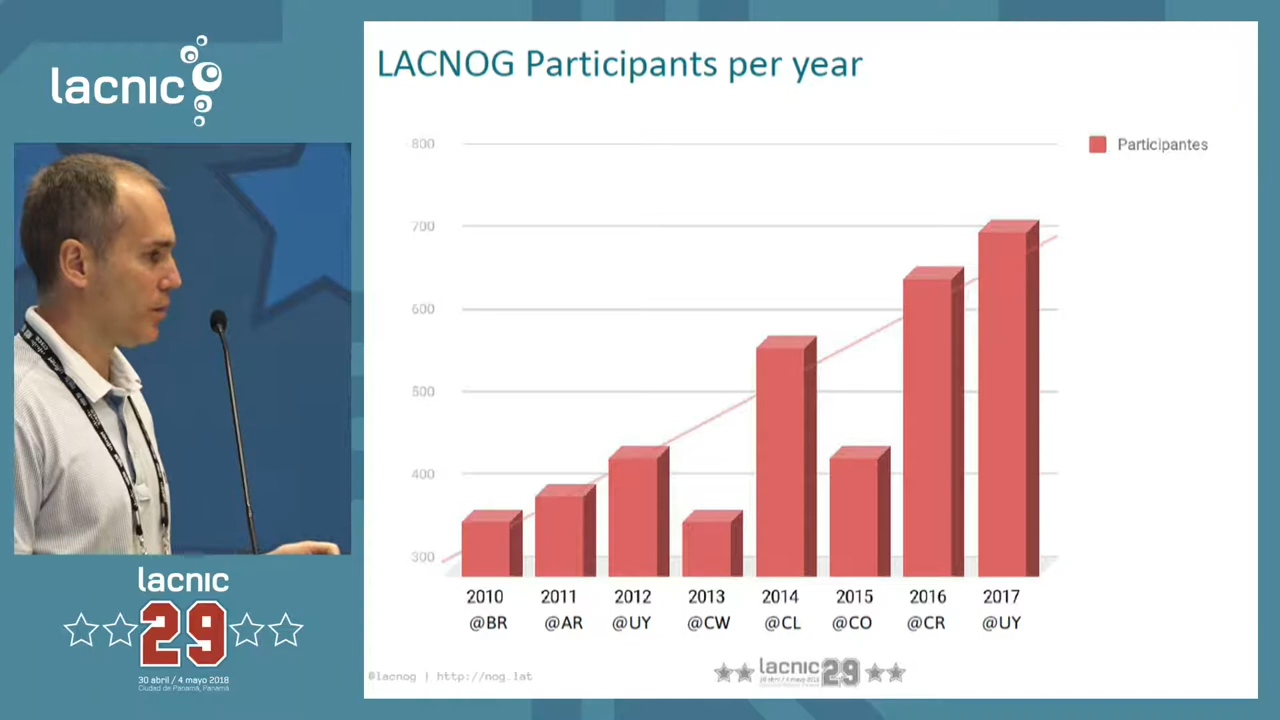 lacnic
LACNOG Participants per year
800
700
600
500
400
300
Participantes
2010
@BR
2011
@AR
2012
@UY
2013
@CW
2014
@CL
2015
@CO
2016
@CR
2017
@UY
@lacnog | http://nog.lat
lacnic
29
lacnic
29
30 abril / 4 mayo 2018
Ciudad de Panamá, Panamá